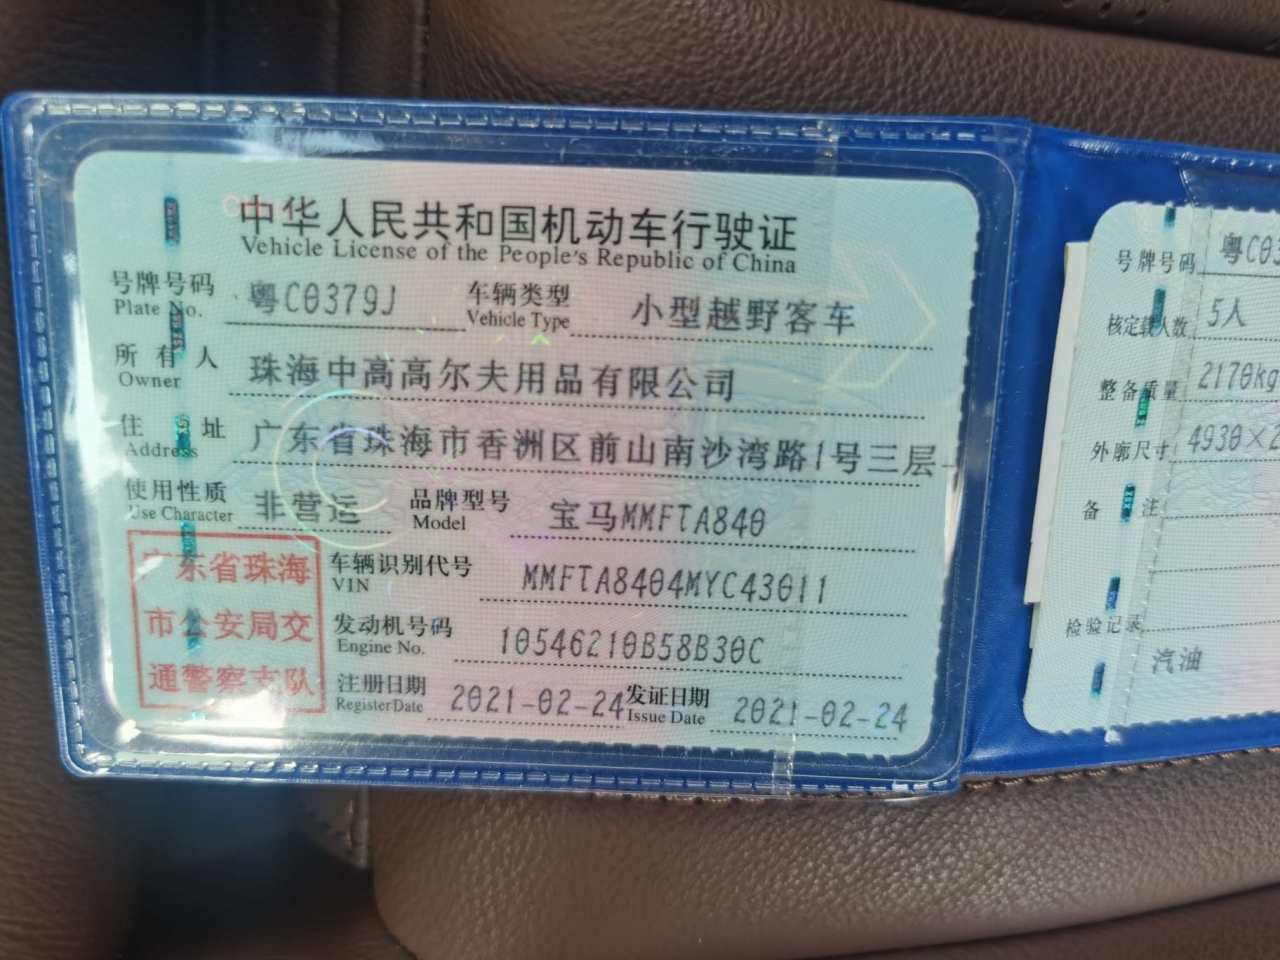 中华人民共和国机动车行驶证
Vehicle License of the People's Republic of China
号牌号码 粤C0379J 车辆类型 小型越野客车
Plate No. Vehicle Type
所有人 珠海中高高尔夫用品有限公司
Owner
住址 广东省珠海市香洲区前山南沙湾路1号三层
Address
使用性质 非营运 品牌型号 宝马MMFTA840
Use Character Model
广东省珠海
市公安局交
通警察支队
车辆识别代号 MMFTA8404MYC43011
VIN
发动机号码 10546210B58B30C
Engine No.
注册日期 2021-02-24 发证日期 2021-02-24
Register Date Issue Date
号牌号码 粤C03
核定载人数 5人
整备质量 2170kg
外廓尺寸 4930×2
备注
检验记录
汽油